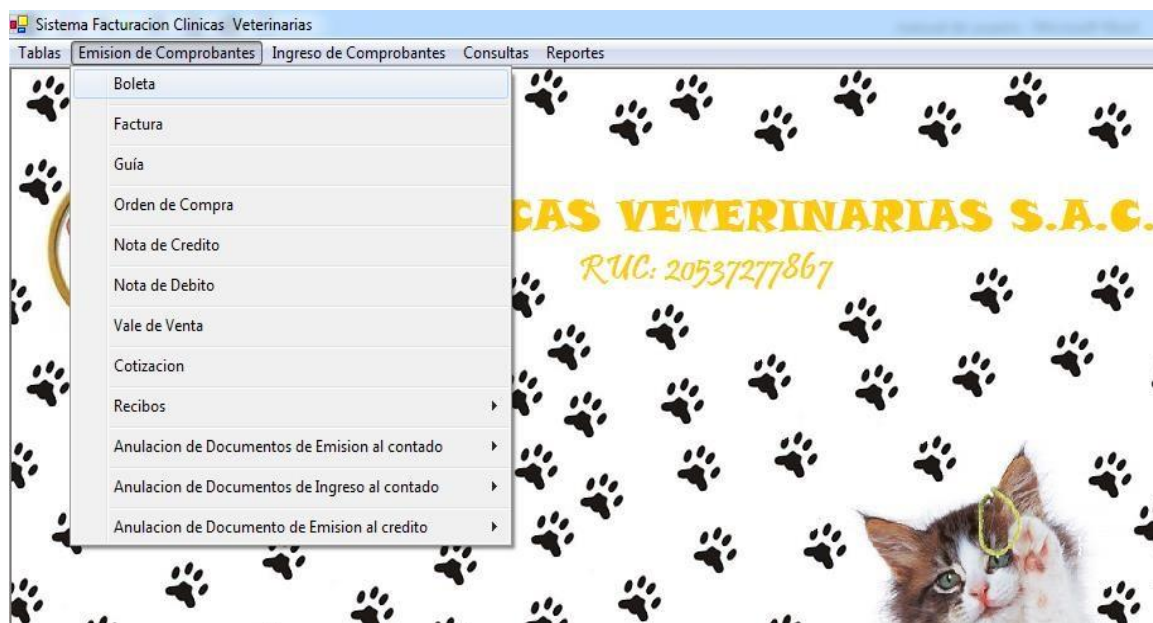 Sistema Facturacion Clinicas Veterinarias
Tablas Emision de Comprobantes Ingreso de Comprobantes Consultas Reportes
Boleta
Factura
Guía
Orden de Compra
Nota de Credito
Nota de Debito
Vale de Venta
Cotizacion
Recibos
Anulacion de Documentos de Emision al contado
Anulacion de Documentos de Ingreso al contado
Anulacion de Documento de Emision al credito
CAS VETERINARIAS S.A.C.
RUC: 20537277867